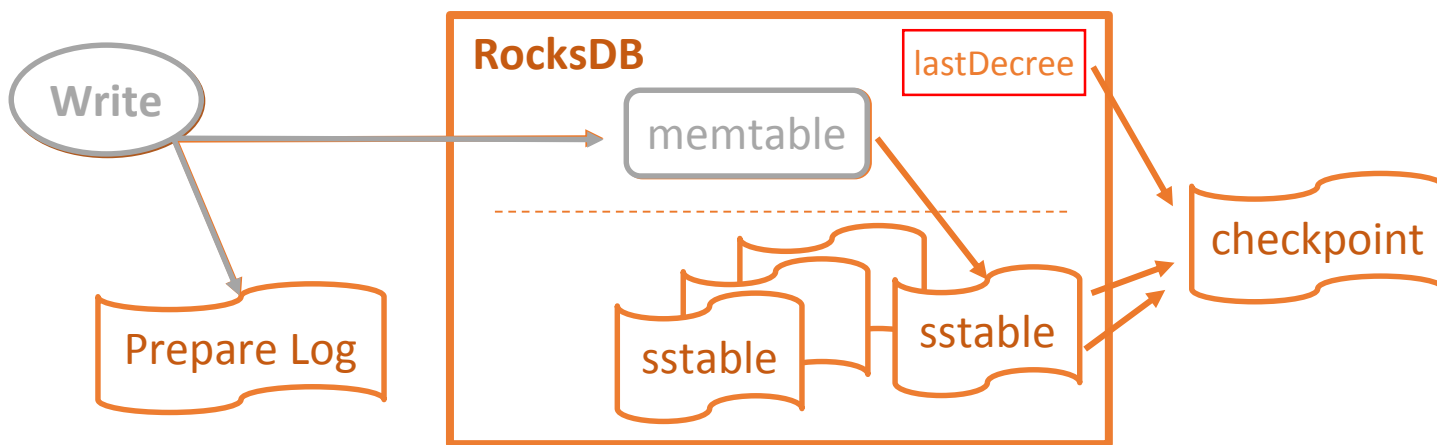 RocksDB
lastDecree
Write
memtable
checkpoint
Prepare Log
sstable
sstable